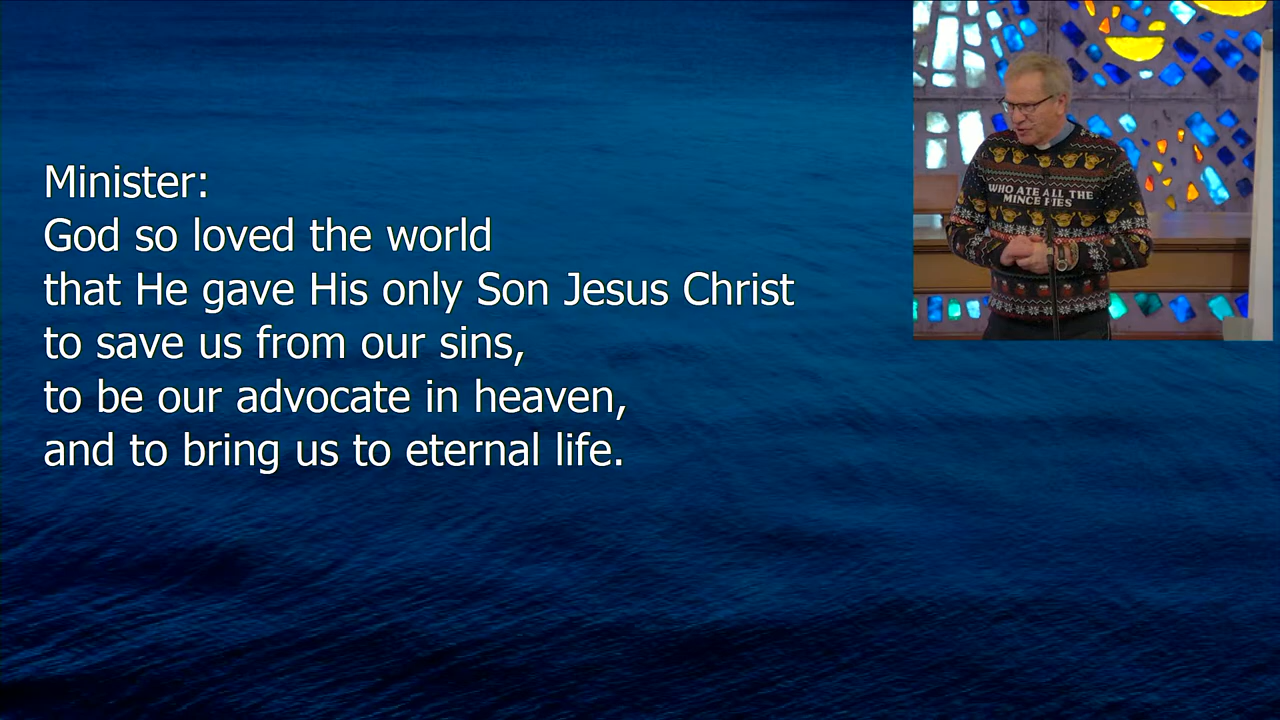 Minister:
God so loved the world
that He gave His only Son Jesus Christ
to save us from our sins,
to be our advocate in heaven,
and to bring us to eternal life.
WHO ATE ALL THE
MINCE PIES